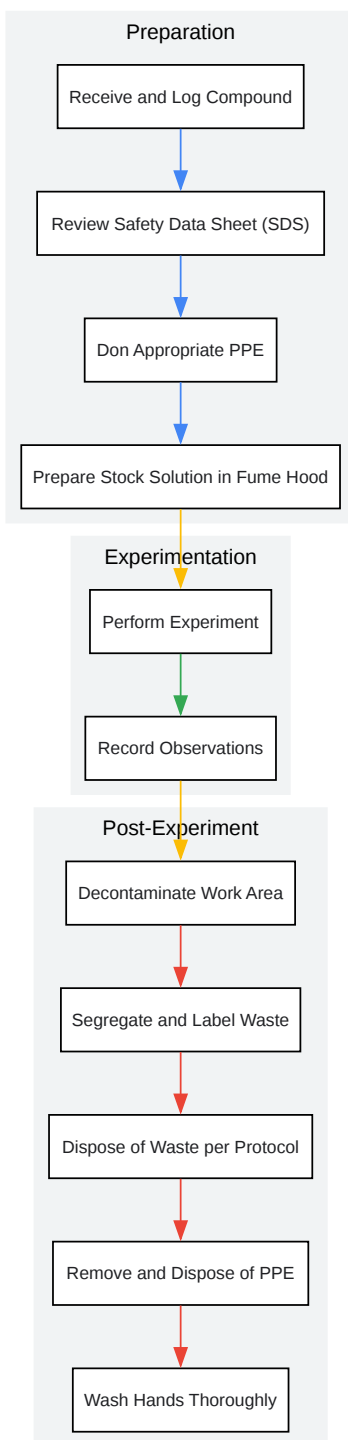 Preparation
Receive and Log Compound
Review Safety Data Sheet (SDS)
Don Appropriate PPE
Prepare Stock Solution in Fume Hood
Experimentation
Perform Experiment
Record Observations
Post-Experiment
Decontaminate Work Area
Segregate and Label Waste
Dispose of Waste per Protocol
Remove and Dispose of PPE
Wash Hands Thoroughly